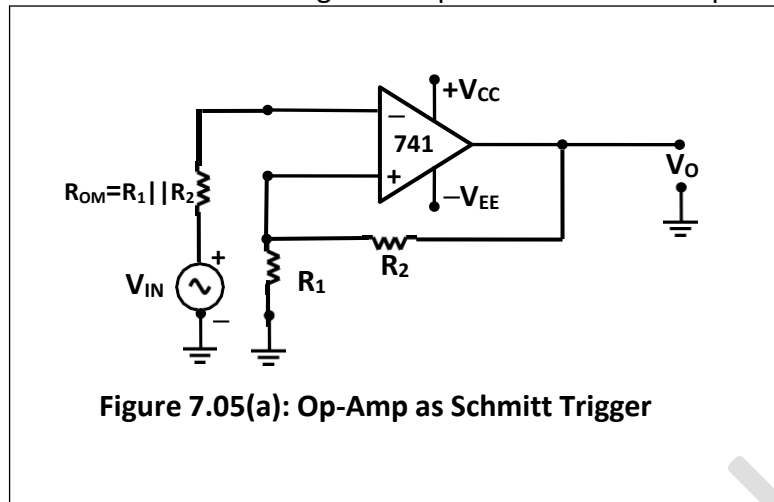 +VCC
−
741
+
−VEE
VO
ROM=R1||R2
+
VIN
−
R1
R2
Figure 7.05(a): Op-Amp as Schmitt Trigger